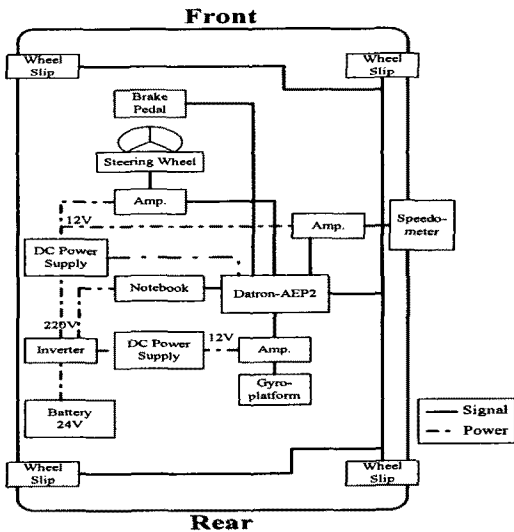 Front
Wheel
Slip
Wheel
Slip
Brake
Pedal
Steering Wheel
Amp.
12V
Amp.
Speedo-
meter
DC Power
Supply
Notebook
Datron-AEP2
220V
Inverter
DC Power
Supply
12V
Amp.
Gyro-
platform
Battery
24V
Signal
Power
Wheel
Slip
Wheel
Slip
Rear